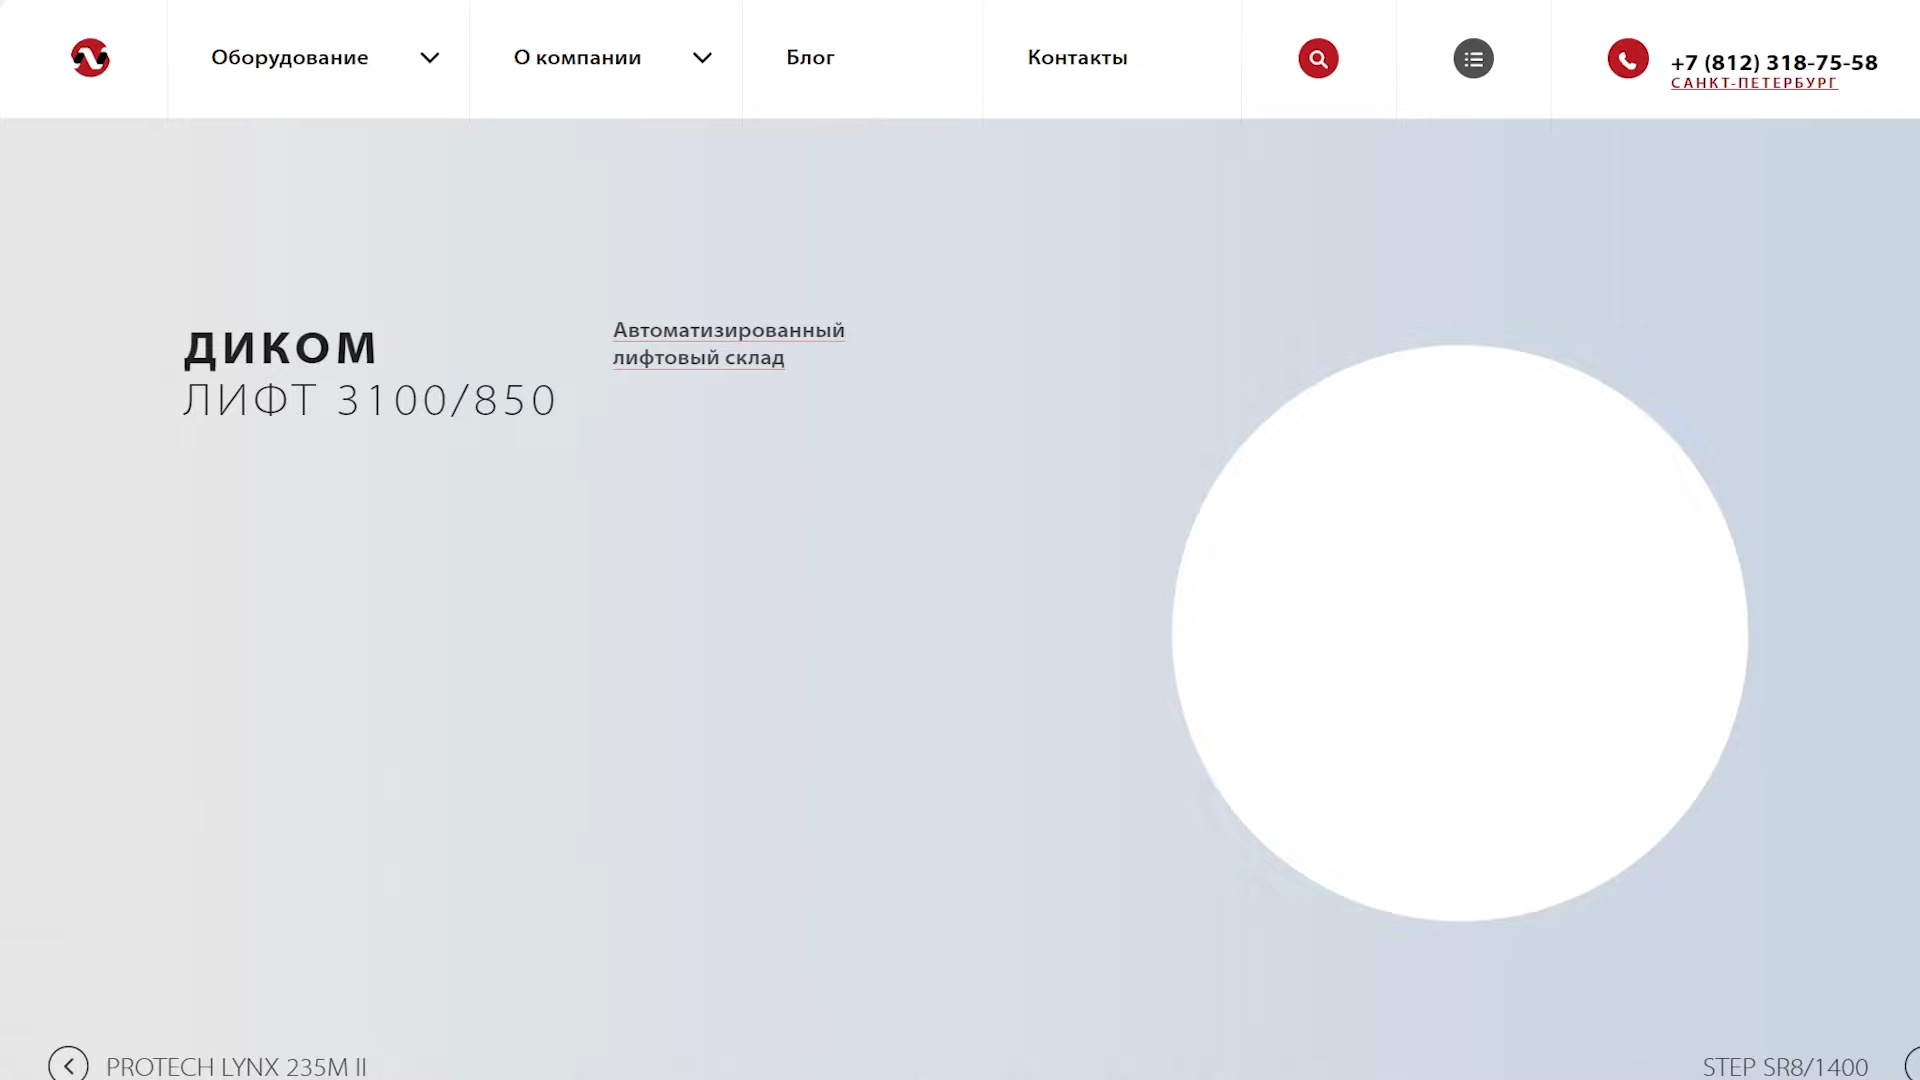 Оборудование
О компании
Блог
Контакты
+7 (812) 318-75-58
САНКТ-ПЕТЕРБУРГ
ДИКОМ
ЛИФТ 3100/850
Автоматизированный
лифтовый склад
PROTECH LYNX 235M II
STEP SR8/1400